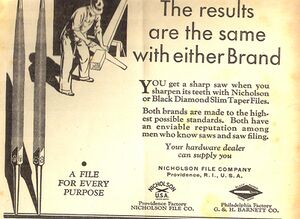 The results
are the same
with either Brand
YOU get a sharp saw when you
sharpen its teeth with Nicholson
or Black Diamond Slim Taper Files.
Both brands are made to the high-
est possible standards. Both have
an enviable reputation among
men who know saws and saw filing.
Your hardware dealer
can supply you
NICHOLSON FILE COMPANY
Providence, R. I., U. S. A.
A FILE
FOR EVERY
PURPOSE
NICHOLSON
U.S.A.
Providence Factory
NICHOLSON FILE CO.
Philadelphia Factory
G. & H. BARNETT CO.